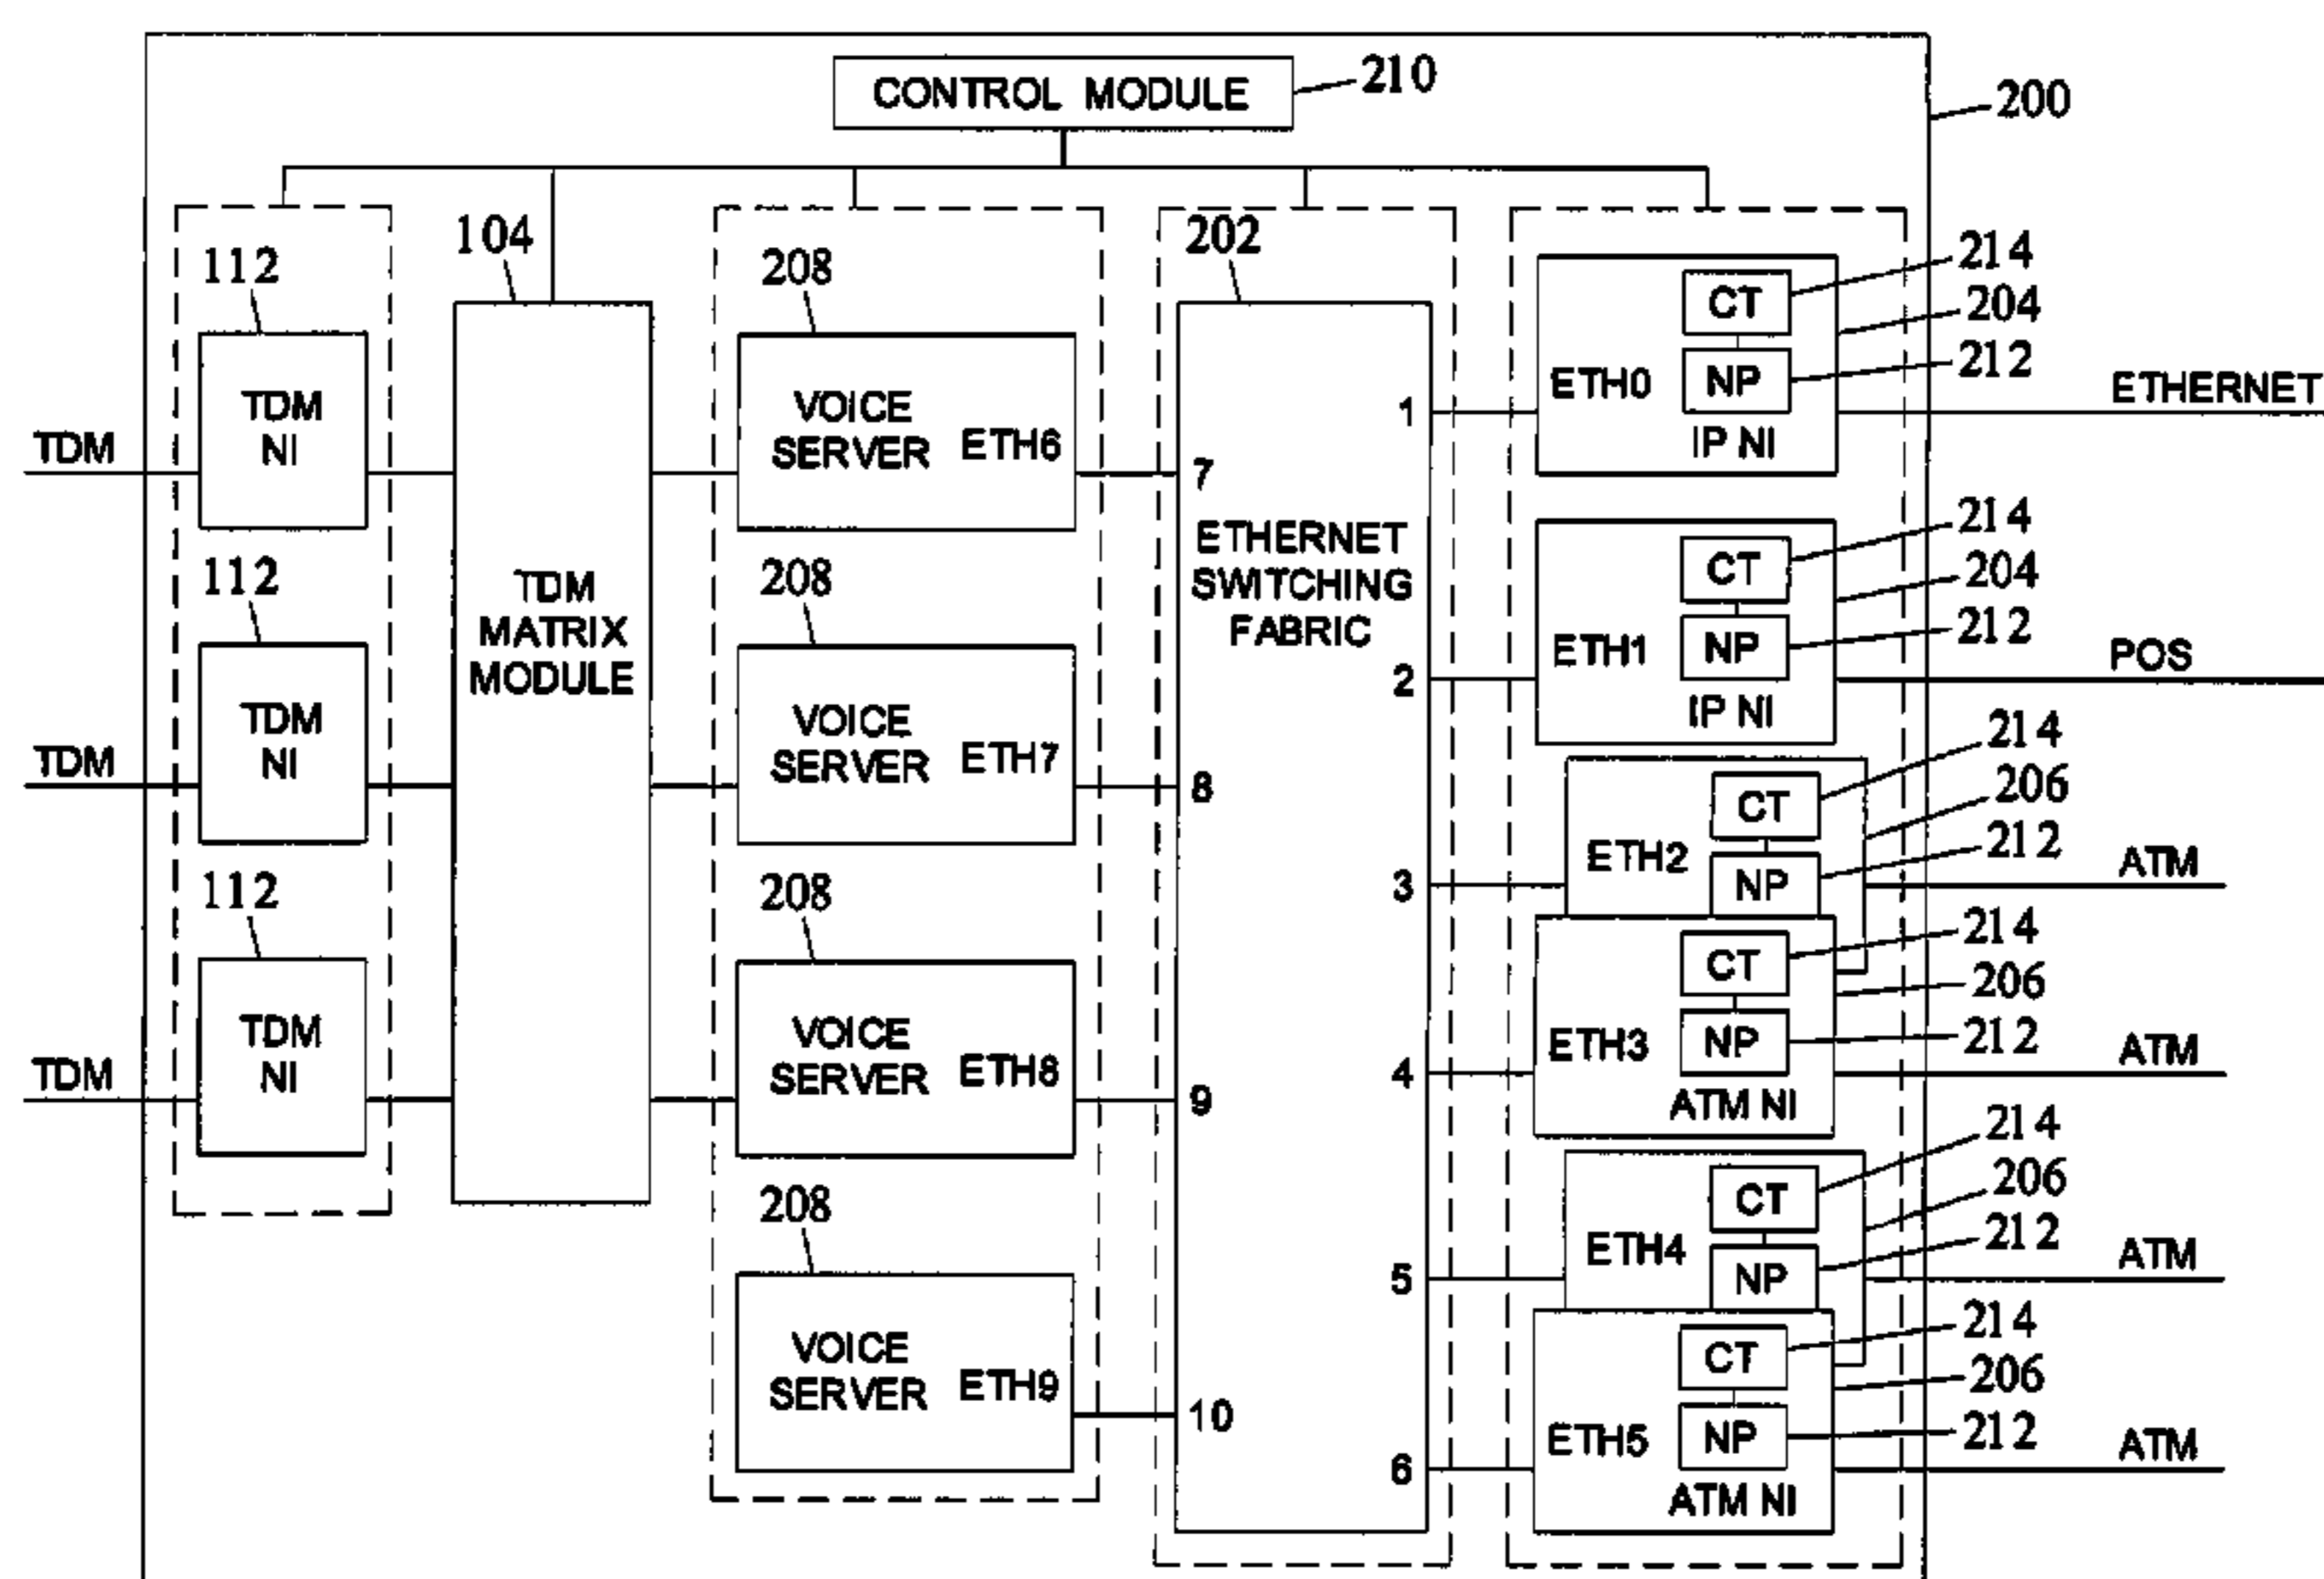 CONTROL MODULE
210
200
112
TDM
NI
TDM
112
TDM
NI
TDM
112
TDM
NI
TDM
104
TDM
MATRIX
MODULE
208
VOICE
SERVER ETH6
208
VOICE
SERVER ETH7
208
VOICE
SERVER ETH8
208
VOICE
SERVER ETH9
202
ETHERNET
SWITCHING
FABRIC
7
8
9
10
1
2
3
4
5
6
CT
214
204
ETH0
NP
212
IP NI
ETHERNET
CT
214
204
ETH1
NP
212
IP NI
POS
CT
214
206
ETH2
NP
212
ATM
CT
214
206
ETH3
NP
212
ATM NI
ATM
CT
214
206
ETH4
NP
212
ATM
CT
214
206
ETH5
NP
212
ATM NI
ATM